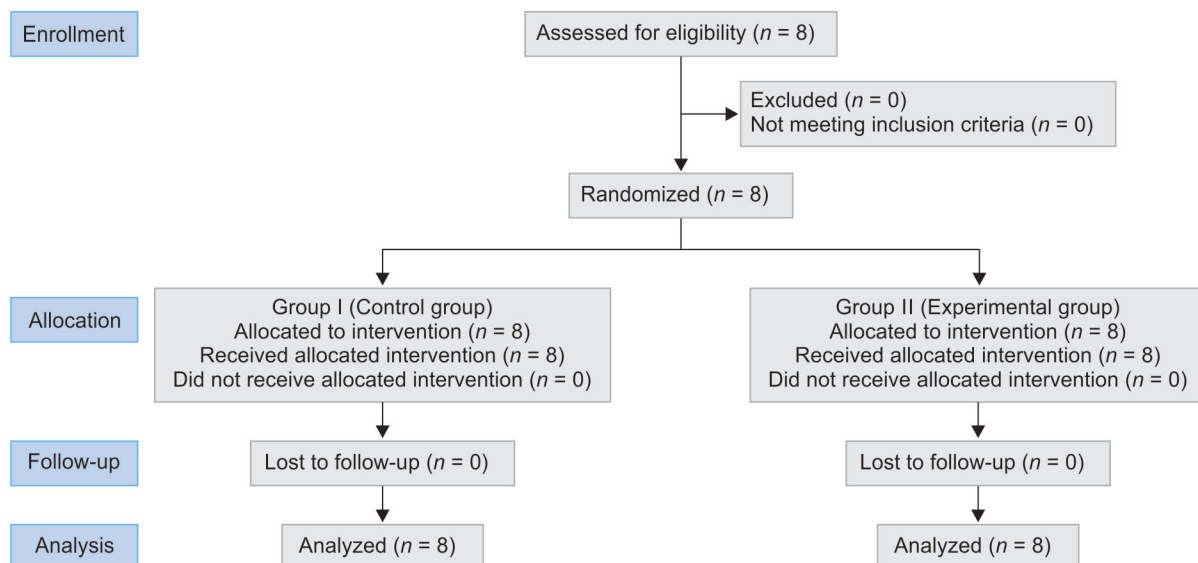 Enrollment
Assessed for eligibility (n = 8)
Excluded (n = 0)
Not meeting inclusion criteria (n = 0)
Randomized (n = 8)
Allocation
Group I (Control group)
Allocated to intervention (n = 8)
Received allocated intervention (n = 8)
Did not receive allocated intervention (n = 0)
Group II (Experimental group)
Allocated to intervention (n = 8)
Received allocated intervention (n = 8)
Did not receive allocated intervention (n = 0)
Follow-up
Lost to follow-up (n = 0)
Lost to follow-up (n = 0)
Analysis
Analyzed (n = 8)
Analyzed (n = 8)